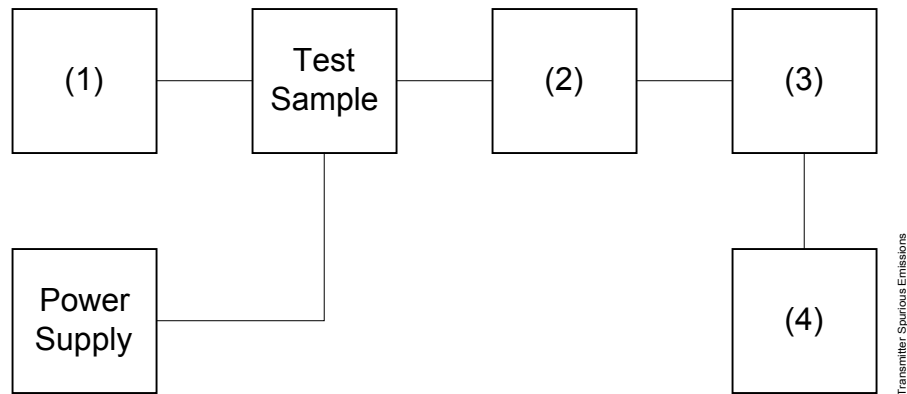 (1)
Test
Sample
(2)
(3)
Power
Supply
(4)
Transmitter Spurious Emissions